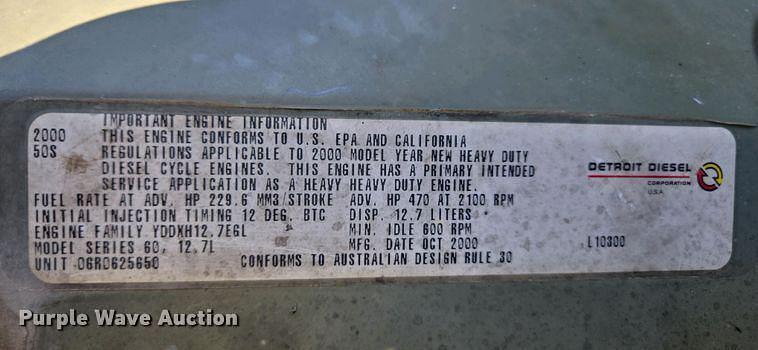 IMPORTANT ENGINE INFORMATION
2000 THIS ENGINE CONFORMS TO U.S. EPA AND CALIFORNIA
50S REGULATIONS APPLICABLE TO 2000 MODEL YEAR NEW HEAVY DUTY
DIESEL CYCLE ENGINES. THIS ENGINE HAS A PRIMARY INTENDED
SERVICE APPLICATION AS A HEAVY HEAVY DUTY ENGINE.
FUEL RATE AT ADV. HP 229.6 MM3/STROKE ADV. HP 470 AT 2100 RPM
INITIAL INJECTION TIMING 12 DEG. BTC DISP. 12.7 LITERS
ENGINE FAMILY YDDXH12.7EGL MIN. IDLE 600 RPM
MODEL SERIES 60, 12.7L MFG. DATE OCT 2000 L10300
UNIT 06R0625650 CONFORMS TO AUSTRALIAN DESIGN RULE 30
DETROIT DIESEL
CORPORATION
U.S.A.
Purple Wave Auction